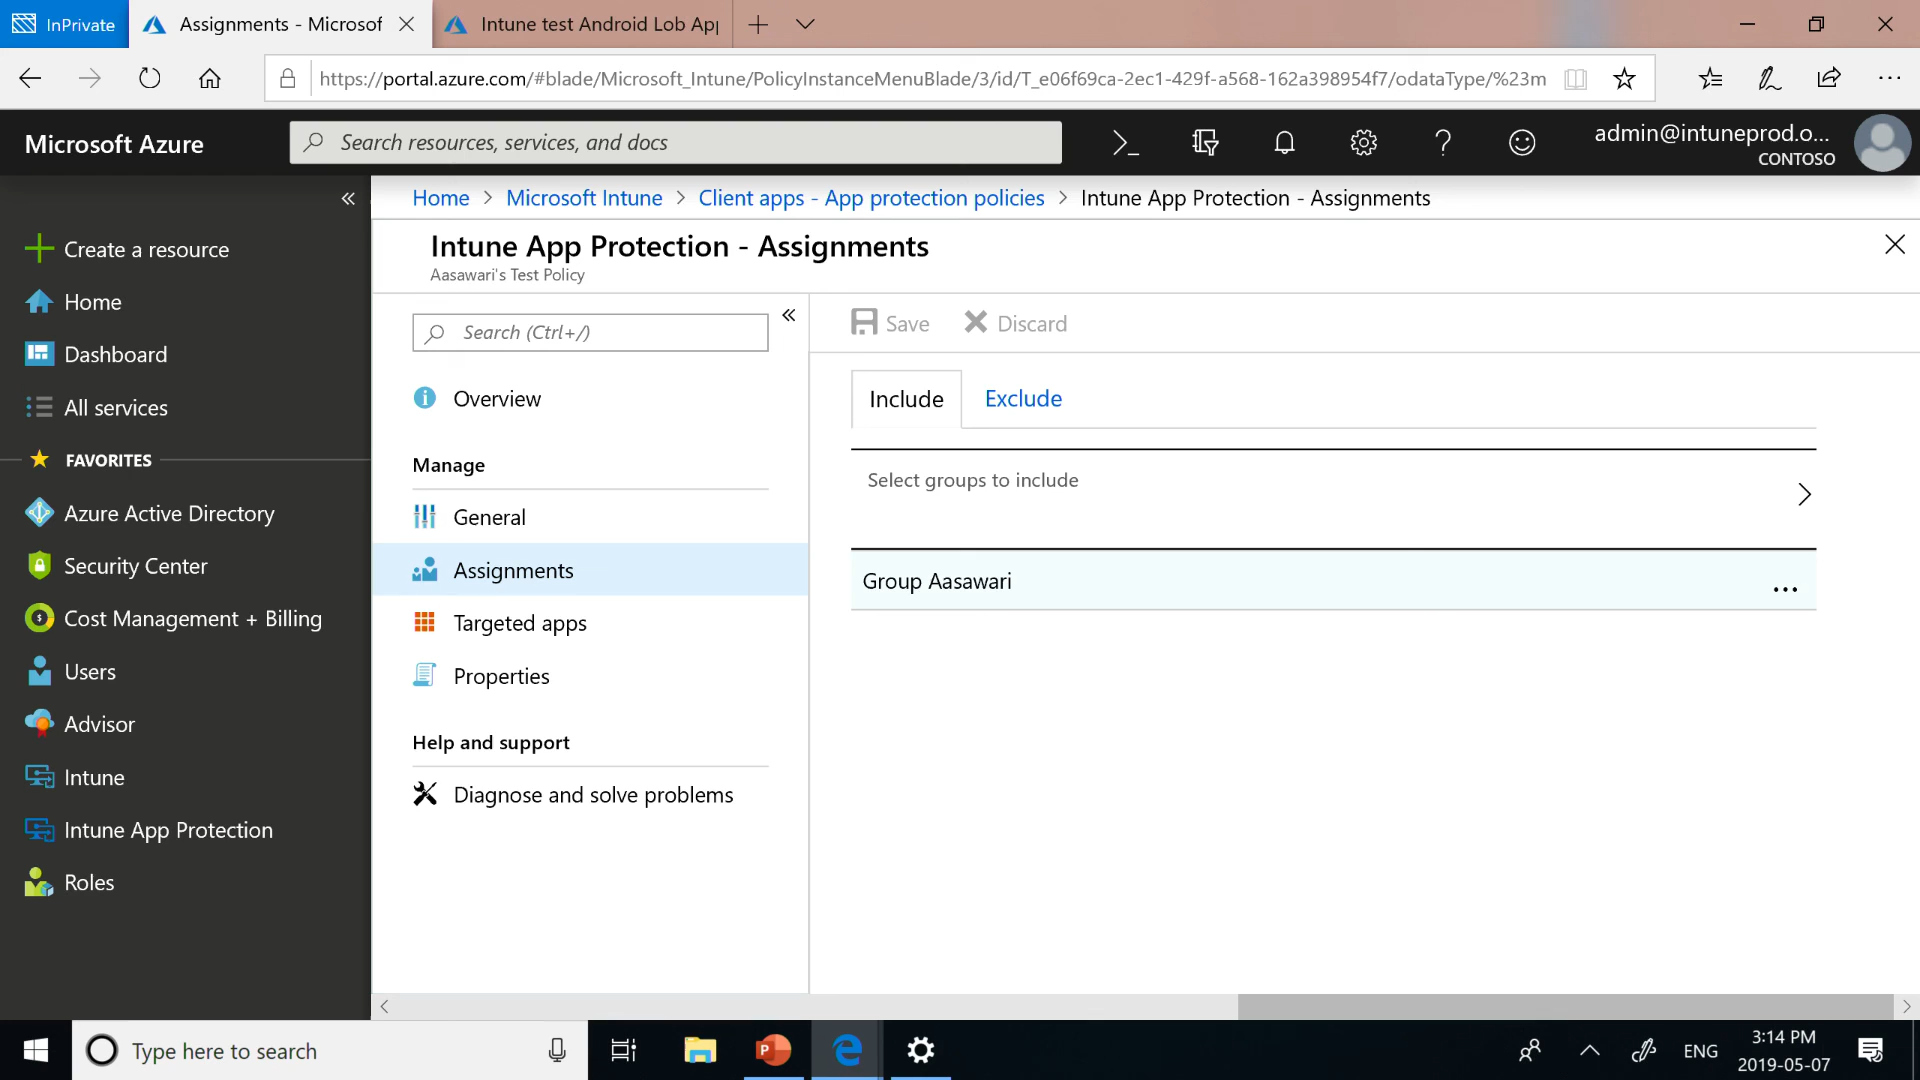 InPrivate
Assignments - Microsof
Intune test Android Lob App
https://portal.azure.com/#blade/Microsoft_Intune/PolicyInstanceMenuBlade/3/id/T_e06f69ca-2ec1-429f-a568-162a398954f7/odataType/%23m
Microsoft Azure
Search resources, services, and docs
admin@intuneprod.o...
CONTOSO
Create a resource
Home
Dashboard
All services
FAVORITES
Azure Active Directory
Security Center
Cost Management + Billing
Users
Advisor
Intune
Intune App Protection
Roles
Home > Microsoft Intune > Client apps - App protection policies > Intune App Protection - Assignments
Intune App Protection - Assignments
Aasawari's Test Policy
Search (Ctrl+/)
Overview
Manage
General
Assignments
Targeted apps
Properties
Help and support
Diagnose and solve problems
Save
Discard
Include
Exclude
Select groups to include
Group Aasawari
...
Type here to search
ENG
3:14 PM
2019-05-07